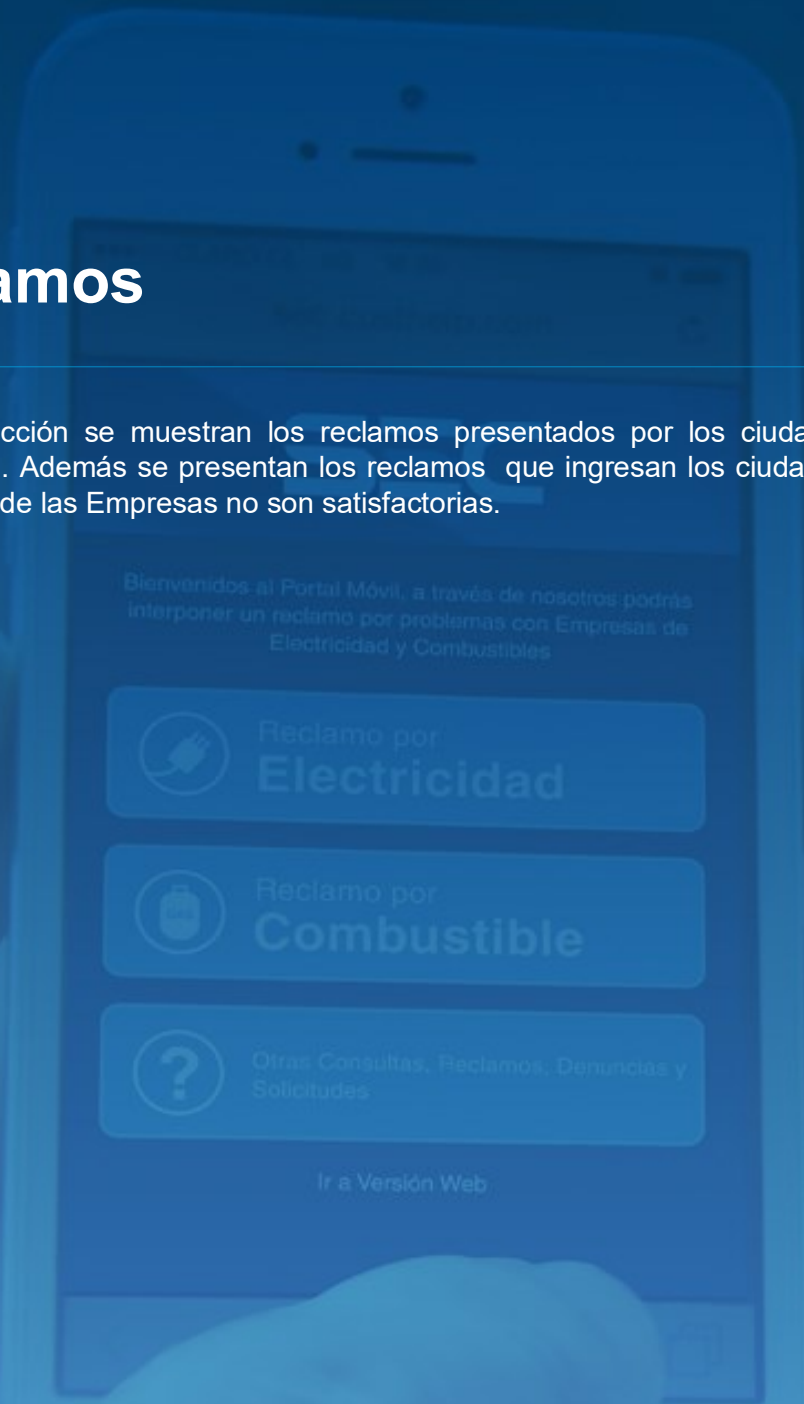 amos
cción se muestran los reclamos presentados por los ciuda
. Además se presentan los reclamos que ingresan los ciuda
de las Empresas no son satisfactorias.
SEC
Bienvenidos al Portal Móvil, a través de nosotros podrás
interponer un reclamo por problemas con Empresas de
Electricidad y Combustibles
Reclamo por
Electricidad
Reclamo por
Combustible
Otras Consultas, Reclamos, Denuncias y
Solicitudes
Ir a Versión Web